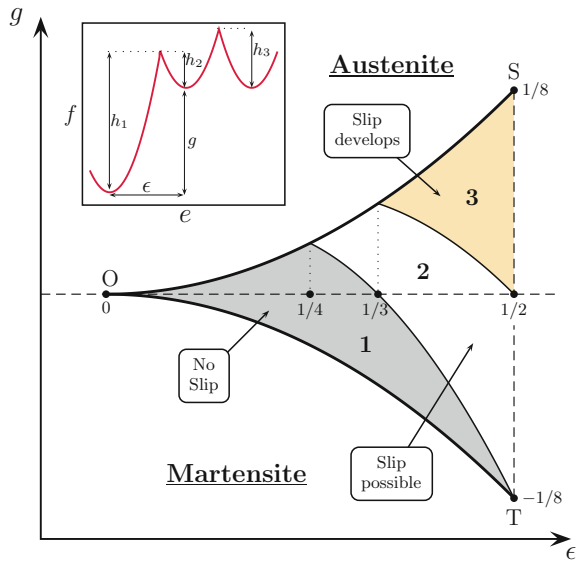 g
f
h1
h2
h3
g
ϵ
e
Austenite
S
1/8
Slip
develops
3
2
O
0
1/4
1/3
1/2
1
No
Slip
Slip
possible
Martensite
−1/8
T
ϵ